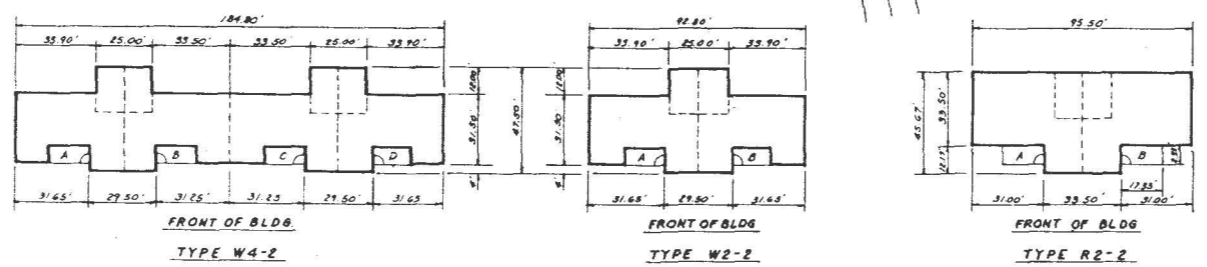 184.80' 92.80' 95.50'
33.90' 25.00' 33.50' 33.50' 25.00' 33.90' 33.90' 25.00' 33.90'
12.00 31.50' 47.50' 4' 12.00 31.50' 4'
45.67' 33.50' 12.17'
A B C D A B A B
17.33'
31.65' 29.50' 31.25 31.25 29.50' 31.65 31.65' 29.50' 31.65' 31.00' 33.50' 31.00'
FRONT OF BLDG. FRONT OF BLDG FRONT OF BLDG
TYPE W4-2 TYPE W2-2 TYPE R2-2